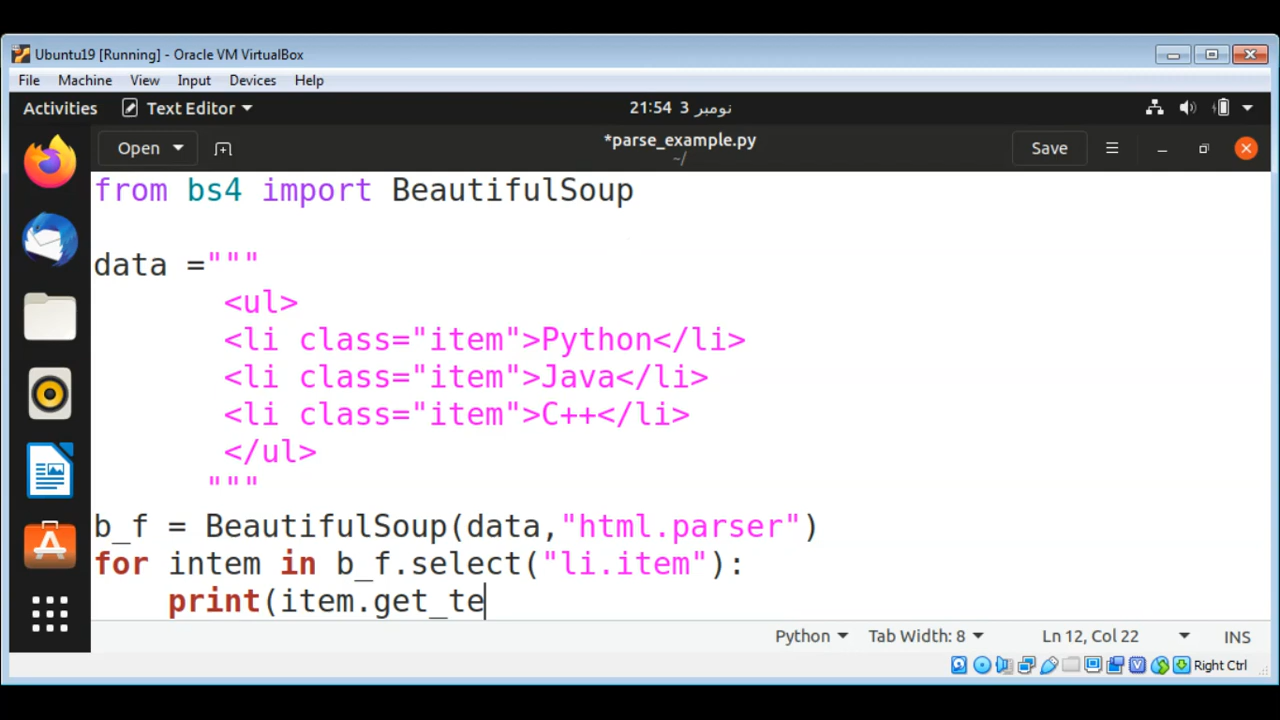 Ubuntu19 [Running] - Oracle VM VirtualBox
File Machine View Input Devices Help
Activities Text Editor 21:54 3 نومبر
Open *parse_example.py Save
~/
from bs4 import BeautifulSoup
data ="""
<ul>
<li class="item">Python</li>
<li class="item">Java</li>
<li class="item">C++</li>
</ul>
"""
b_f = BeautifulSoup(data,"html.parser")
for intem in b_f.select("li.item"):
print(item.get_te
Python Tab Width: 8 Ln 12, Col 22 INS
Right Ctrl